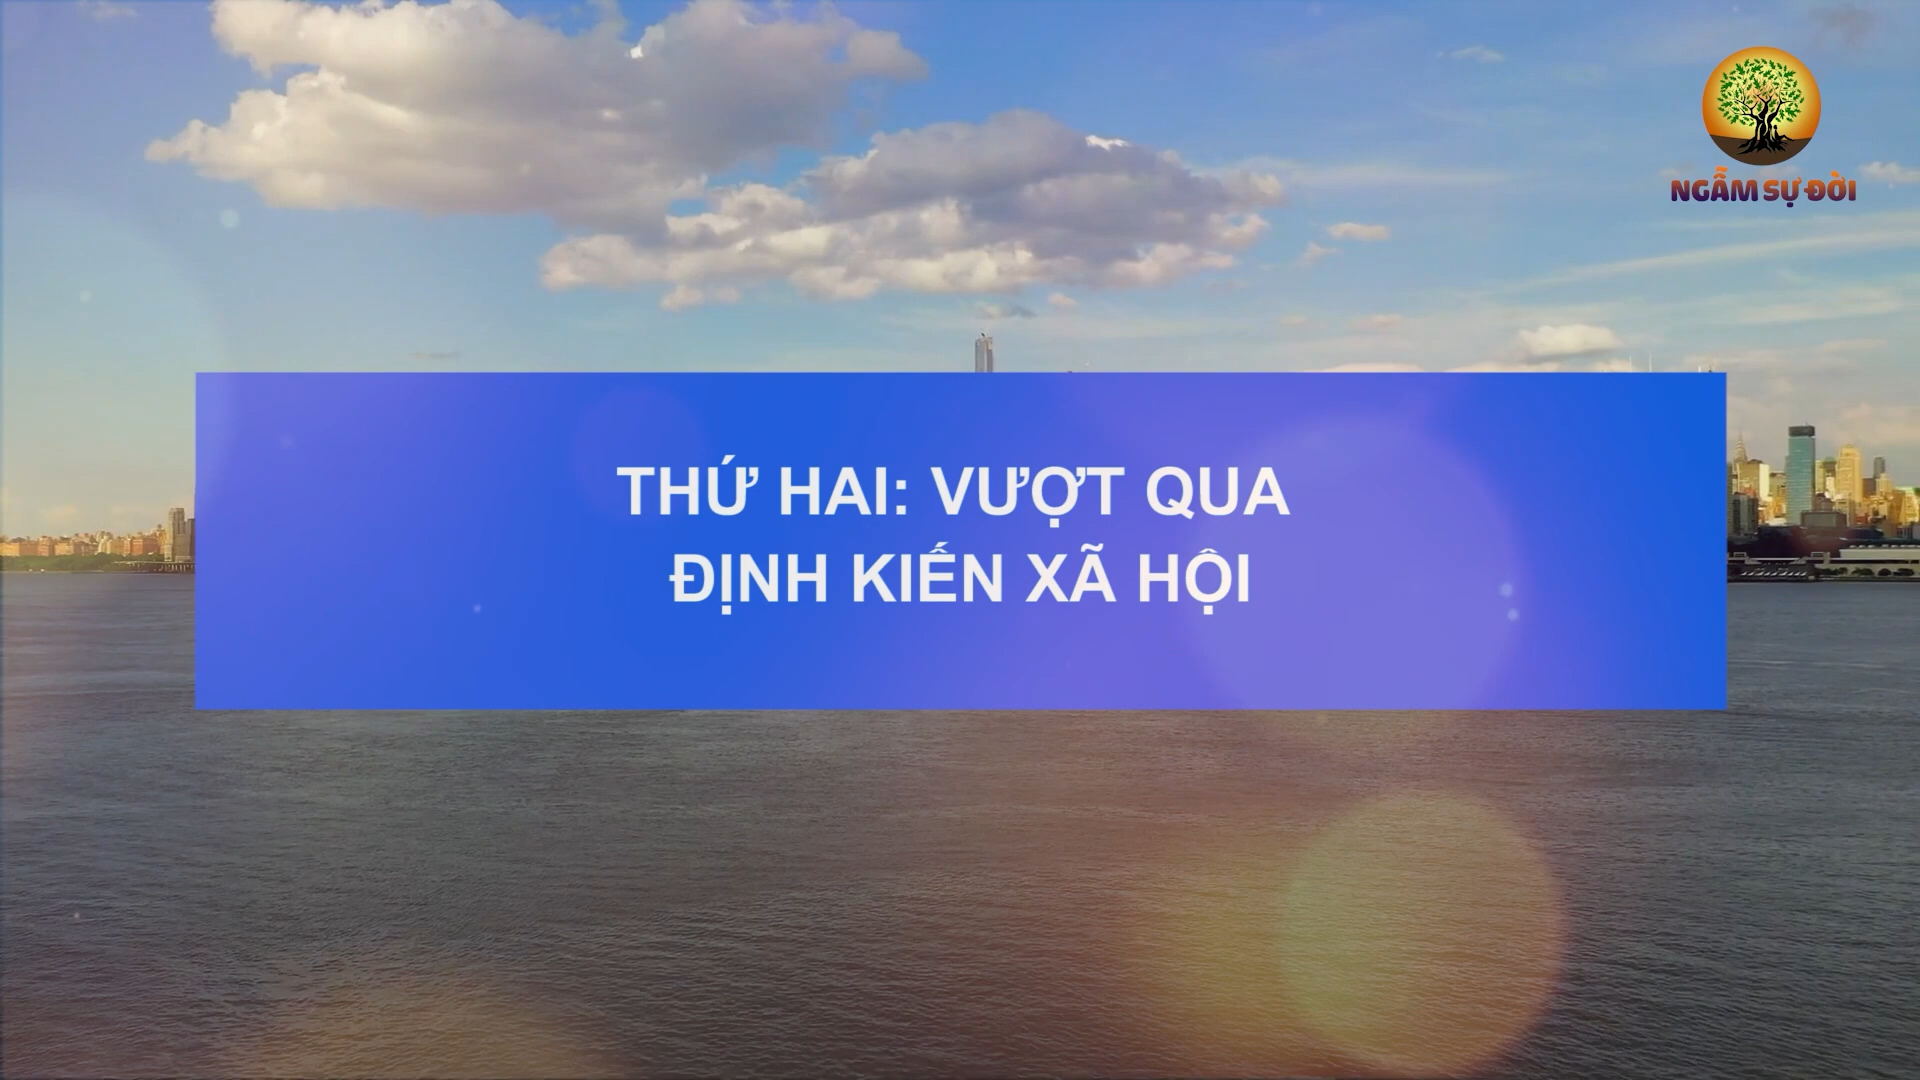 NGẪM SỰ ĐỜI
THỨ HAI: VƯỢT QUA
ĐỊNH KIẾN XÃ HỘI